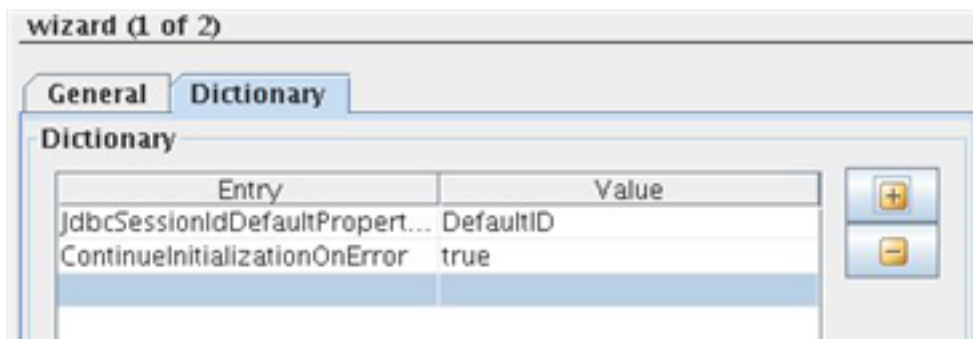 wizard (1 of 2)
General Dictionary
Dictionary
Entry Value
JdbcSessionIdDefaultPropert... DefaultID
ContinueInitializationOnError true